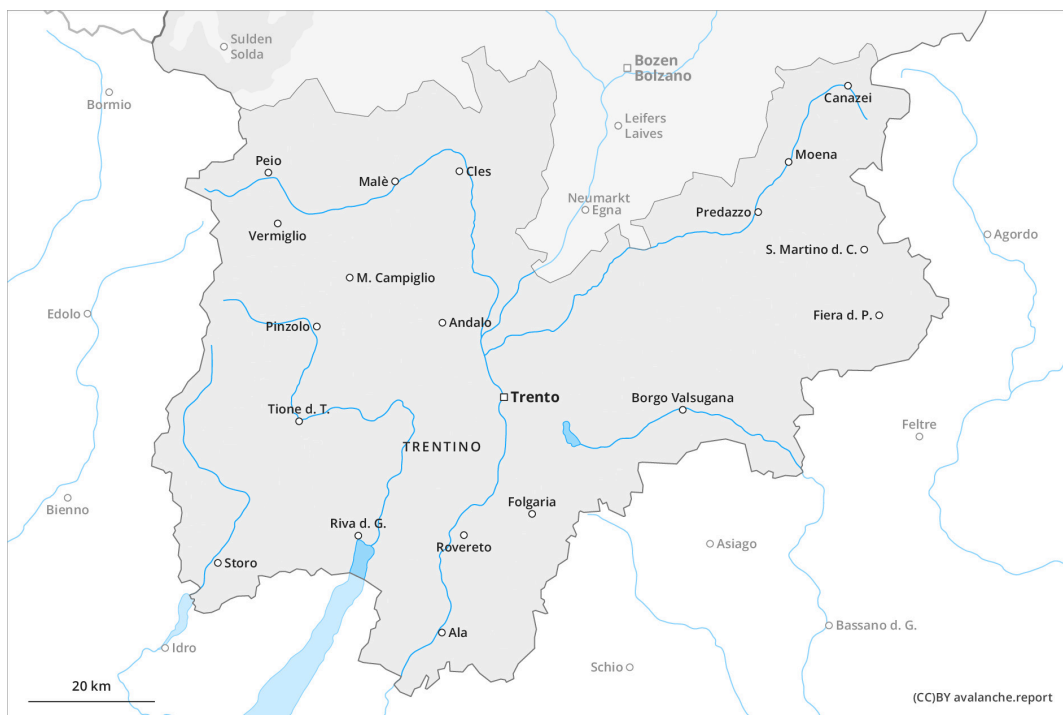 Sulden
Solda
Bozen
Bolzano
Bormio
Canazei
Leifers
Laives
Peio
Moena
Cles
Malè
Neumarkt
Egna
Predazzo
Vermiglio
Agordo
S. Martino d. C.
M. Campiglio
Edolo
Fiera d. P.
Pinzolo
Andalo
Trento
Borgo Valsugana
Tione d. T.
Feltre
TRENTINO
Bienno
Folgaria
Riva d. G.
Rovereto
Asiago
Storo
Bassano d. G.
Ala
Idro
Schio
20 km
(CC)BY avalanche.report